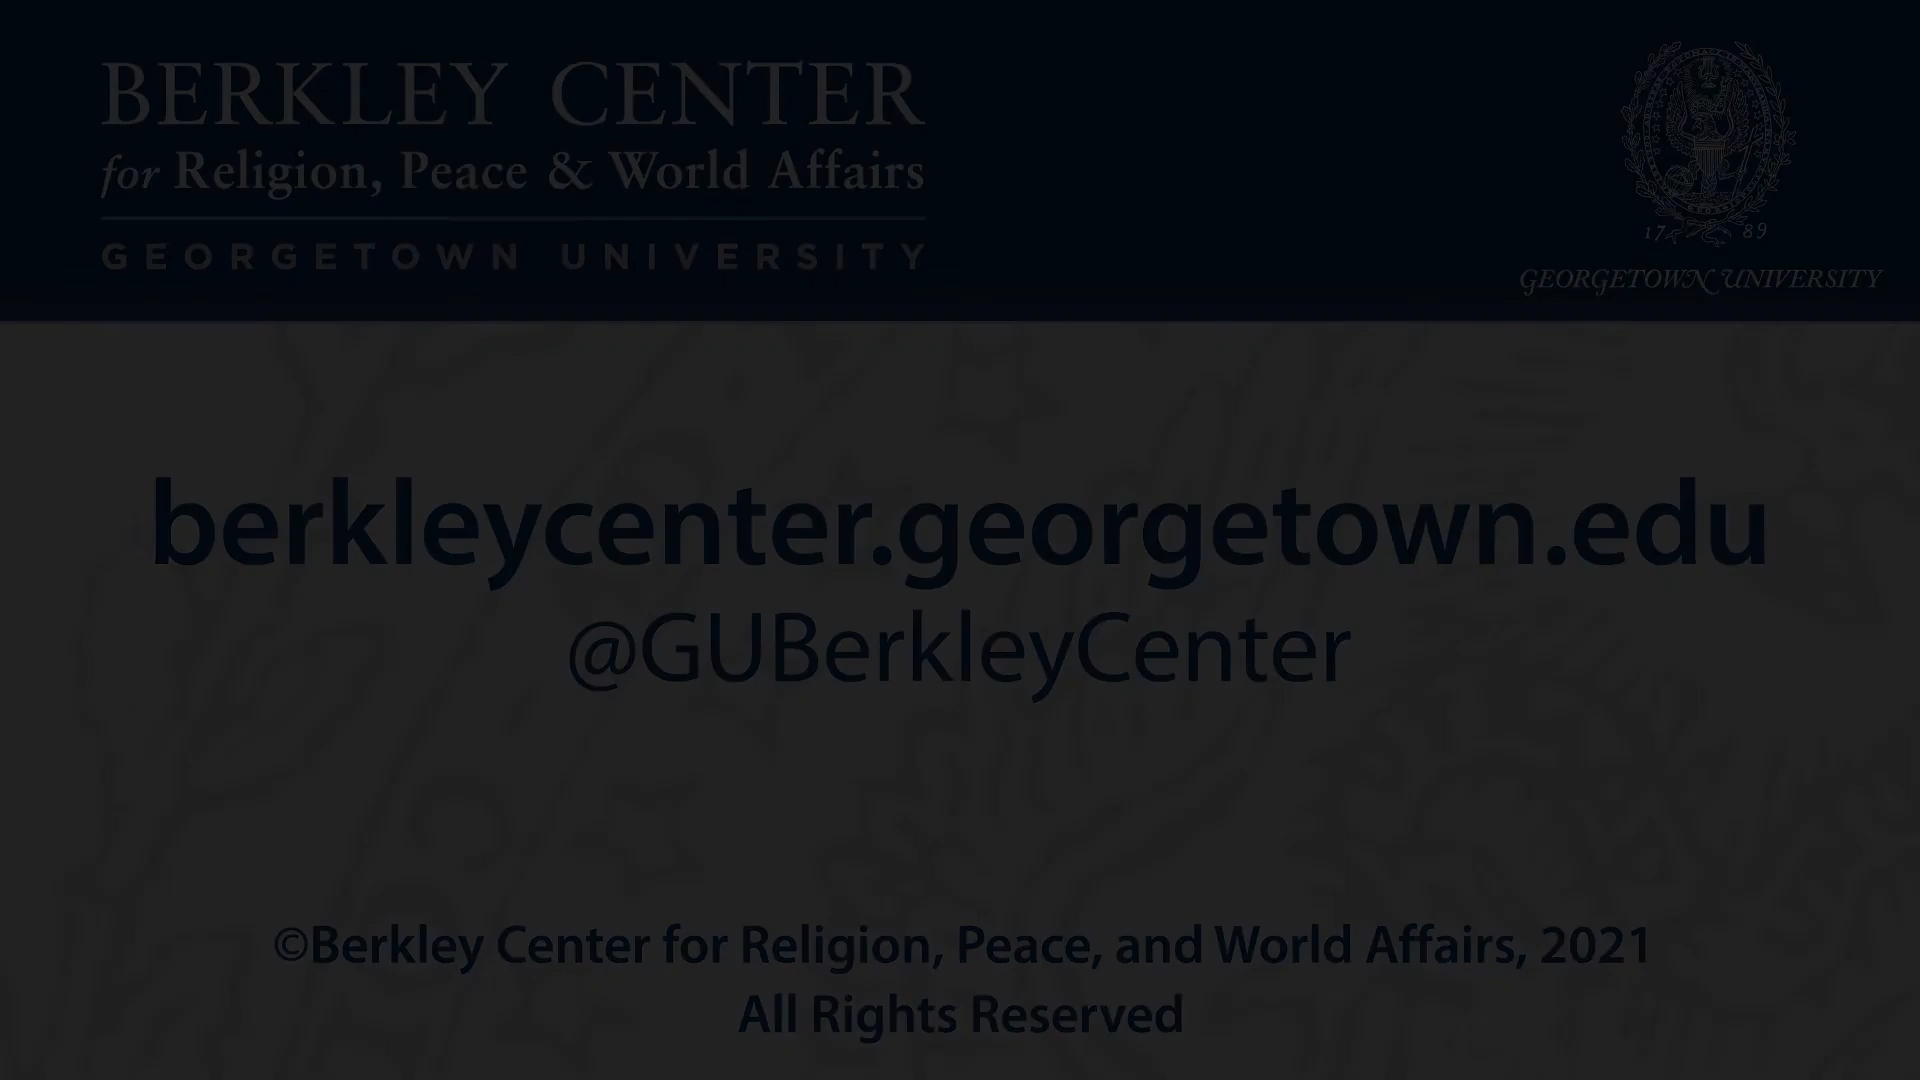 BERKLEY CENTER
for Religion, Peace & World Affairs
GEORGETOWN UNIVERSITY
17 89
GEORGETOWN UNIVERSITY
berkleycenter.georgetown.edu
@GUBerkleyCenter
©Berkley Center for Religion, Peace, and World Affairs, 2021
All Rights Reserved